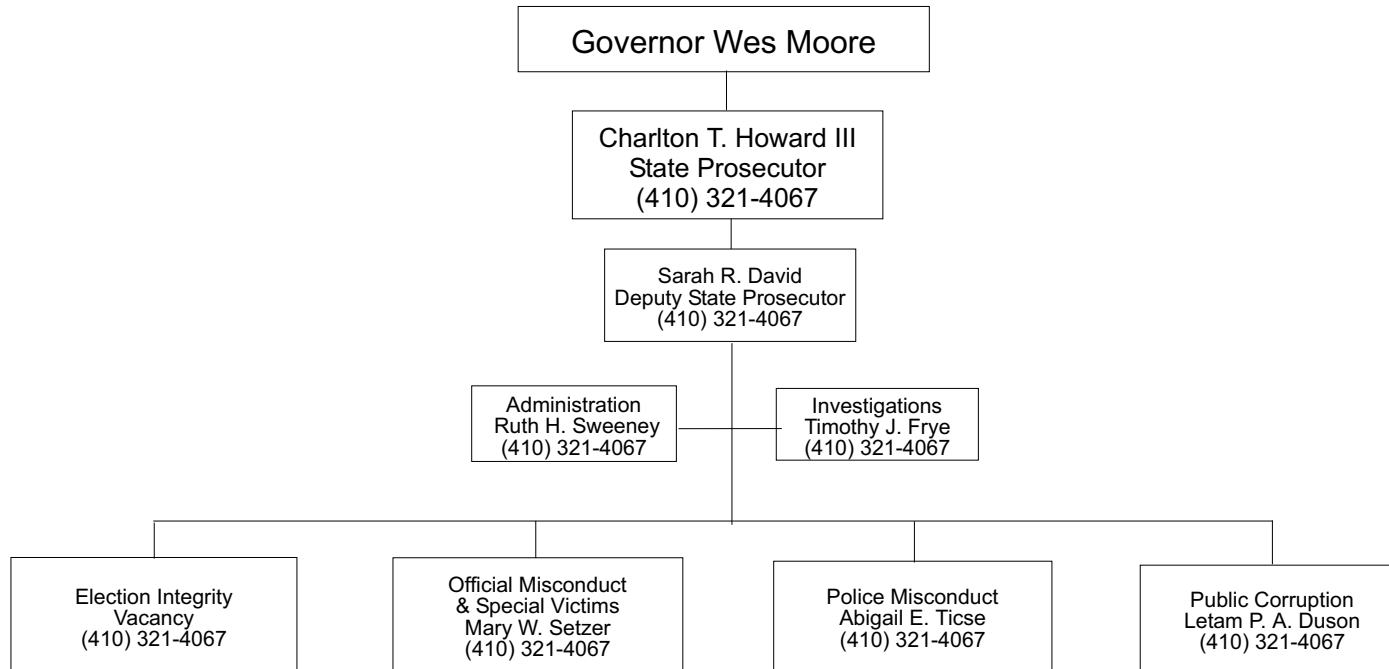 Governor Wes Moore
Charlton T. Howard III
State Prosecutor
(410) 321-4067
Sarah R. David
Deputy State Prosecutor
(410) 321-4067
Administration
Ruth H. Sweeney
(410) 321-4067
Investigations
Timothy J. Frye
(410) 321-4067
Election Integrity
Vacancy
(410) 321-4067
Official Misconduct
& Special Victims
Mary W. Setzer
(410) 321-4067
Police Misconduct
Abigail E. Ticse
(410) 321-4067
Public Corruption
Letam P. A. Duson
(410) 321-4067